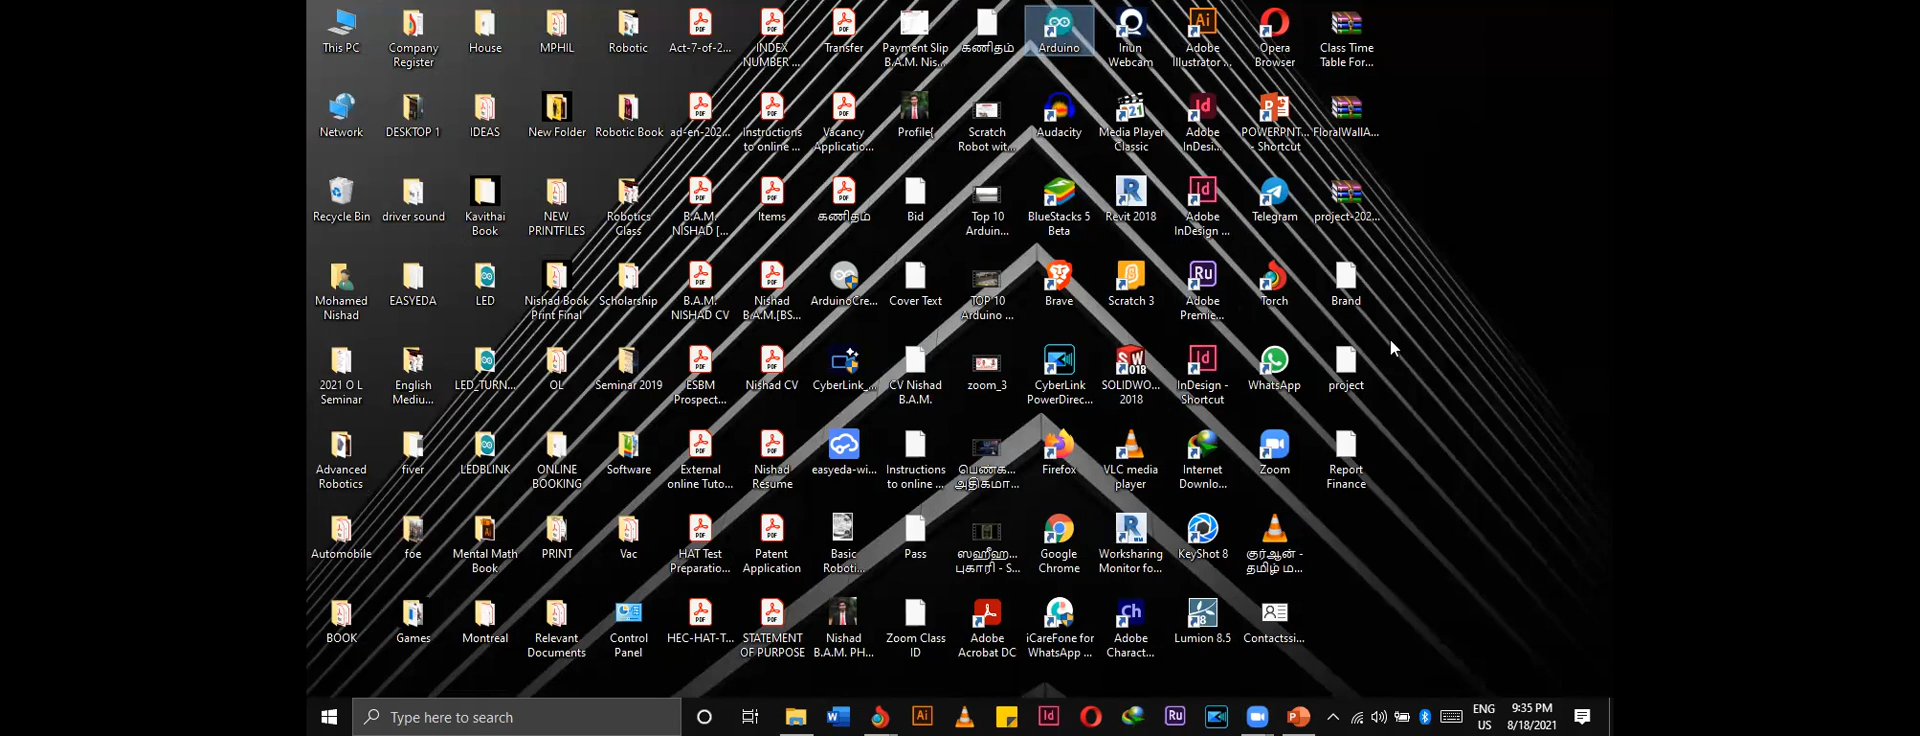 This PC
Company
Register
House
MPHIL
Robotic
Act-7-of-2...
INDEX
NUMBER ...
Transfer
Payment Slip
B.A.M. Nis...
கணிதம்
Arduino
Iriun
Webcam
Adobe
Illustrator ...
Opera
Browser
Class Time
Table For...
Network
DESKTOP 1
IDEAS
New Folder
Robotic Book
ad-en-202...
Instructions
to online ...
Vacancy
Applicatio...
Profile(
Scratch
Robot wit...
Audacity
Media Player
Classic
Adobe
InDesi...
POWERPNT...
- Shortcut
FloralWallA...
Recycle Bin
driver sound
Kavithai
Book
NEW
PRINTFILES
Robotics
Class
B.A.M.
NISHAD [...
Items
கணிதம்
Bid
Top 10
Arduin...
BlueStacks 5
Beta
Revit 2018
Adobe
InDesign ...
Telegram
project-202...
Mohamed
Nishad
EASYEDA
LED
Nishad Book
Print Final
Scholarship
B.A.M.
NISHAD CV
Nishad
B.A.M.[BS...
ArduinoCre...
Cover Text
TOP 10
Arduino ...
Brave
Scratch 3
Adobe
Premie...
Torch
Brand
2021 O L
Seminar
English
Mediu...
LED_TURN...
OL
Seminar 2019
ESBM
Prospect...
Nishad CV
CyberLink_...
CV Nishad
B.A.M.
zoom_3
CyberLink
PowerDirec...
SOLIDWO...
2018
InDesign -
Shortcut
WhatsApp
project
Advanced
Robotics
fiver
LEDBLINK
ONLINE
BOOKING
Software
External
online Tuto...
Nishad
Resume
easyeda-wi...
Instructions
to online ...
பெண்க...
அதிகமா...
Firefox
VLC media
player
Internet
Downlo...
Zoom
Report
Finance
Automobile
foe
Mental Math
Book
PRINT
Vac
HAT Test
Preparatio...
Patent
Application
Basic
Roboti...
Pass
ஸஹீஹ...
புகாரி - S...
Google
Chrome
Worksharing
Monitor fo...
KeyShot 8
குர்ஆன் -
தமிழ் ம...
BOOK
Games
Montreal
Relevant
Documents
Control
Panel
HEC-HAT-T...
STATEMENT
OF PURPOSE
Nishad
B.A.M. PH...
Zoom Class
ID
Adobe
Acrobat DC
iCareFone for
WhatsApp ...
Adobe
Charact...
Lumion 8.5
Contactssi...
Type here to search
ENG
US
9:35 PM
8/18/2021